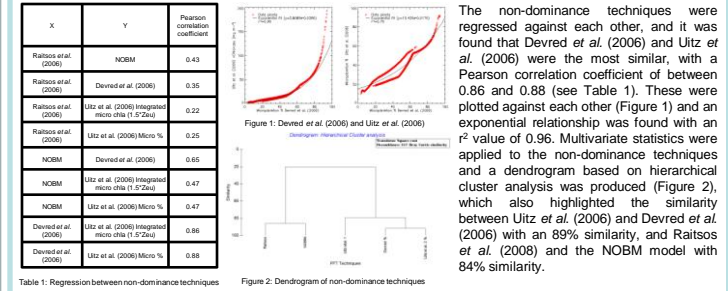 X Y Pearson correlation coefficient
Raitsos et al. (2006) NOBM 0.43
Raitsos et al. (2006) Devred et al. (2006) 0.35
Raitsos et al. (2006) Uitz et al. (2006) Integrated micro chla (1.5*Zeu) 0.22
Raitsos et al. (2006) Uitz et al. (2006) Micro % 0.25
NOBM Devred et al. (2006) 0.65
NOBM Uitz et al. (2006) Integrated micro chla (1.5*Zeu) 0.47
NOBM Uitz et al. (2006) Micro % 0.47
Devred et al. (2006) Uitz et al. (2006) Integrated micro chla (1.5*Zeu) 0.86
Devred et al. (2006) Uitz et al. (2006) Micro % 0.88
Table 1: Regression between non-dominance techniques
Figure 1: Devred et al. (2006) and Uitz et al. (2006)
Dendrogram: Hierarchical Cluster analysis
Similarity
0
20
40
60
80
100
PFT Techniques
Figure 2: Dendrogram of non-dominance techniques
The non-dominance techniques were
regressed against each other, and it was
found that Devred et al. (2006) and Uitz et
al. (2006) were the most similar, with a
Pearson correlation coefficient of between
0.86 and 0.88 (see Table 1). These were
plotted against each other (Figure 1) and an
exponential relationship was found with an
r² value of 0.96. Multivariate statistics were
applied to the non-dominance techniques
and a dendrogram based on hierarchical
cluster analysis was produced (Figure 2),
which also highlighted the similarity
between Uitz et al. (2006) and Devred et al.
(2006) with an 89% similarity, and Raitsos
et al. (2008) and the NOBM model with
84% similarity.